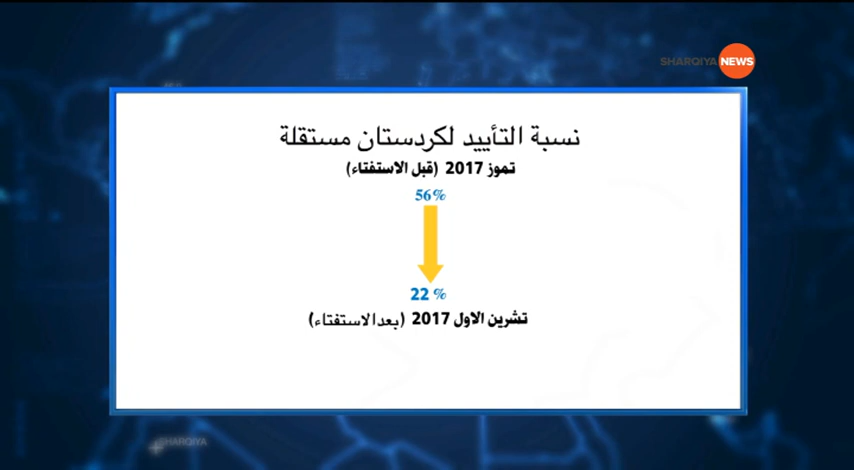 SHARQIYA NEWS
نسبة التأييد لكردستان مستقلة
تموز 2017 (قبل الاستفتاء)
56%
22 %
تشرين الاول 2017 (بعد الاستفتاء)
SHARQIYA